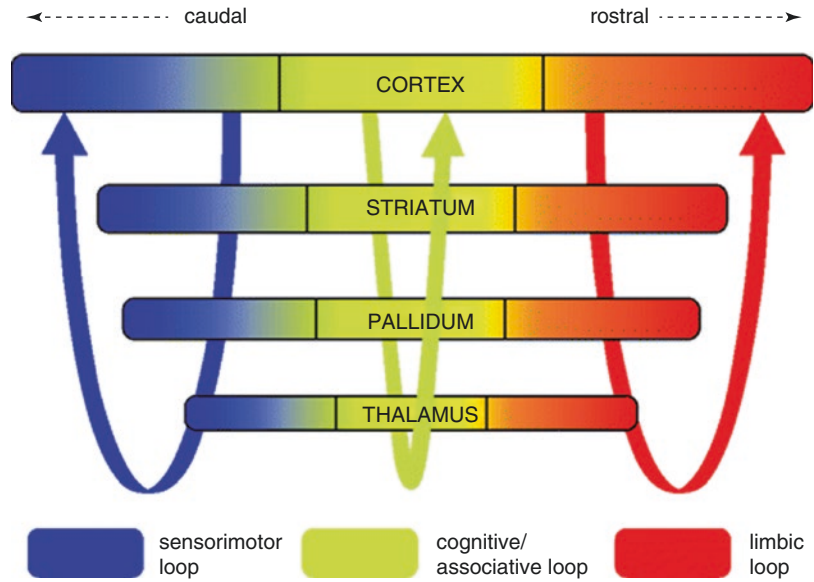 caudal
rostral
CORTEX
STRIATUM
PALLIDUM
THALAMUS
sensorimotor
loop
cognitive/
associative loop
limbic
loop